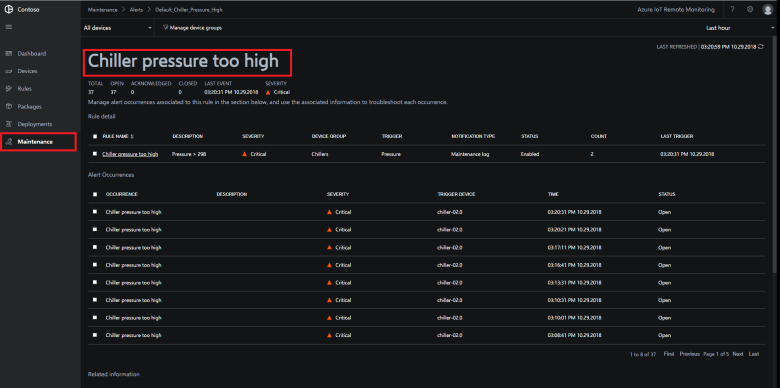 Contoso
Maintenance > Alerts > Default_Chiller_Pressure_High
Azure IoT Remote Monitoring
All devices
Manage device groups
Last hour
LAST REFRESHED | 03:20:59 PM 10.29.2018
Dashboard
Devices
Rules
Packages
Deployments
Maintenance
Chiller pressure too high
TOTAL OPEN ACKNOWLEDGED CLOSED LAST EVENT SEVERITY
37 37 0 0 03:20:31 PM 10.29.2018 Critical
Manage alert occurrences associated to this rule in the section below, and use the associated information to troubleshoot each occurrence.
Rule detail
RULE NAME DESCRIPTION SEVERITY DEVICE GROUP TRIGGER NOTIFICATION TYPE STATUS COUNT LAST TRIGGER
Chiller pressure too high Pressure > 298 Critical Chillers Pressure Maintenance log Enabled 2 03:20:31 PM 10.29.2018
Alert Occurrences
OCCURRENCE DESCRIPTION SEVERITY TRIGGER DEVICE TIME STATUS
Chiller pressure too high Critical chiller-02.0 03:20:31 PM 10.29.2018 Open
Chiller pressure too high Critical chiller-02.0 03:20:21 PM 10.29.2018 Open
Chiller pressure too high Critical chiller-02.0 03:17:11 PM 10.29.2018 Open
Chiller pressure too high Critical chiller-02.0 03:16:41 PM 10.29.2018 Open
Chiller pressure too high Critical chiller-02.0 03:13:31 PM 10.29.2018 Open
Chiller pressure too high Critical chiller-02.0 03:10:31 PM 10.29.2018 Open
Chiller pressure too high Critical chiller-02.0 03:10:01 PM 10.29.2018 Open
Chiller pressure too high Critical chiller-02.0 03:08:41 PM 10.29.2018 Open
1 to 8 of 37 First Previous Page 1 of 5 Next Last
Related information